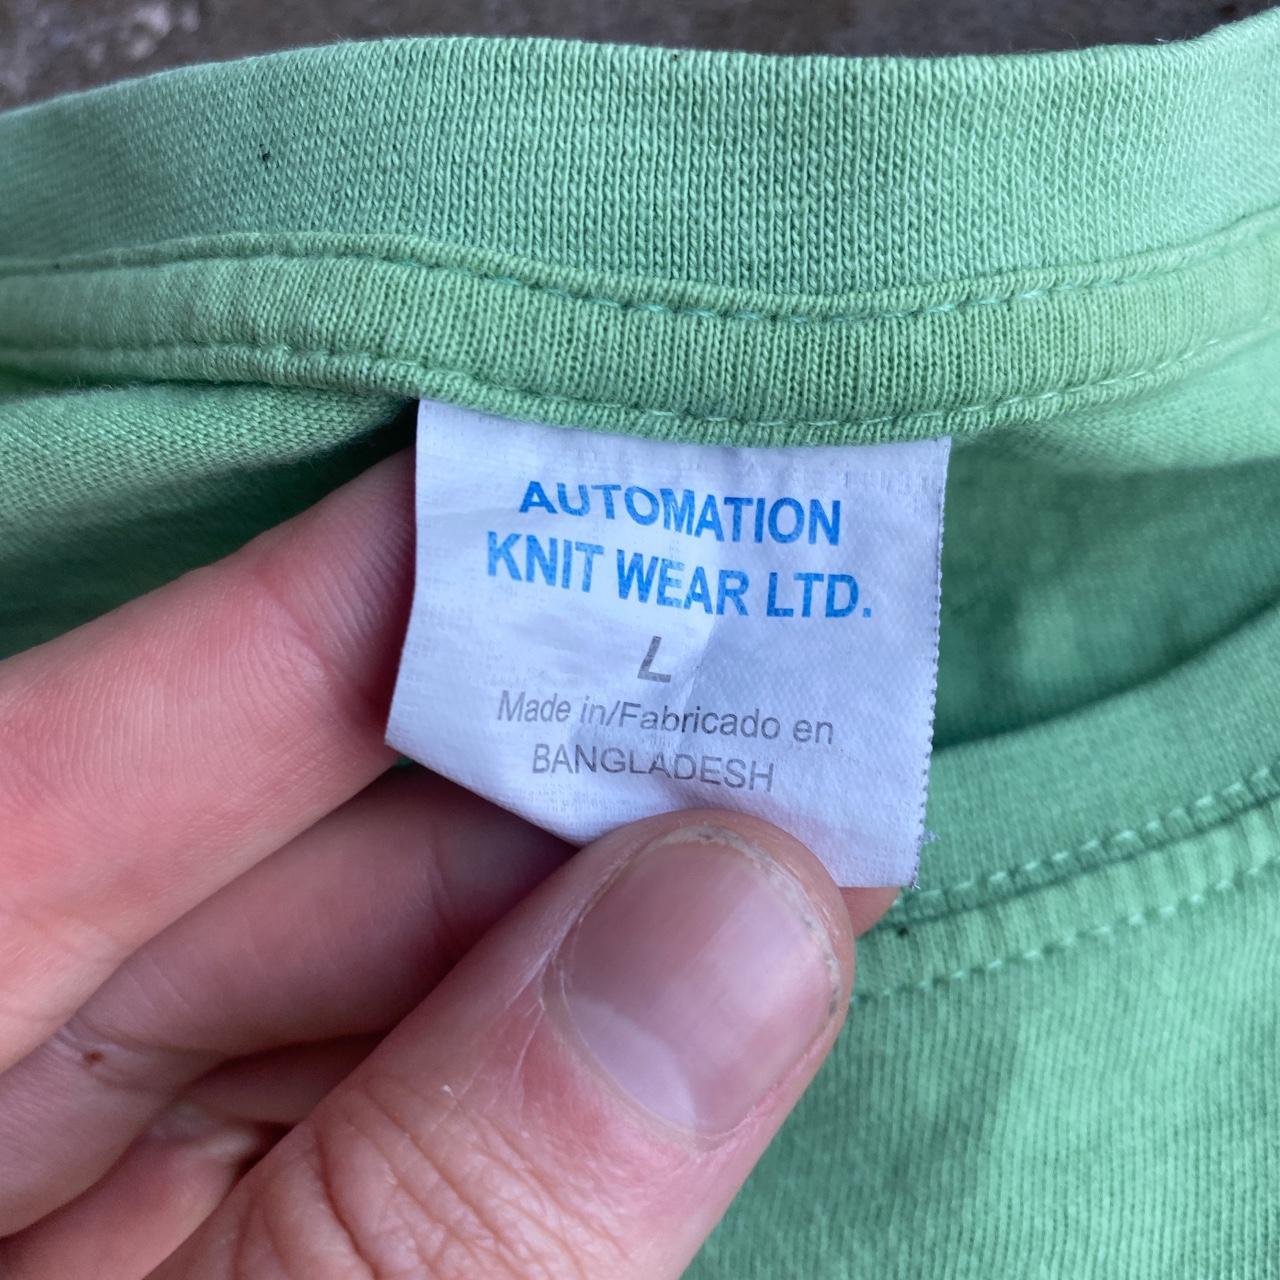 AUTOMATION
KNIT WEAR LTD.
L
Made in/Fabricado en
BANGLADESH